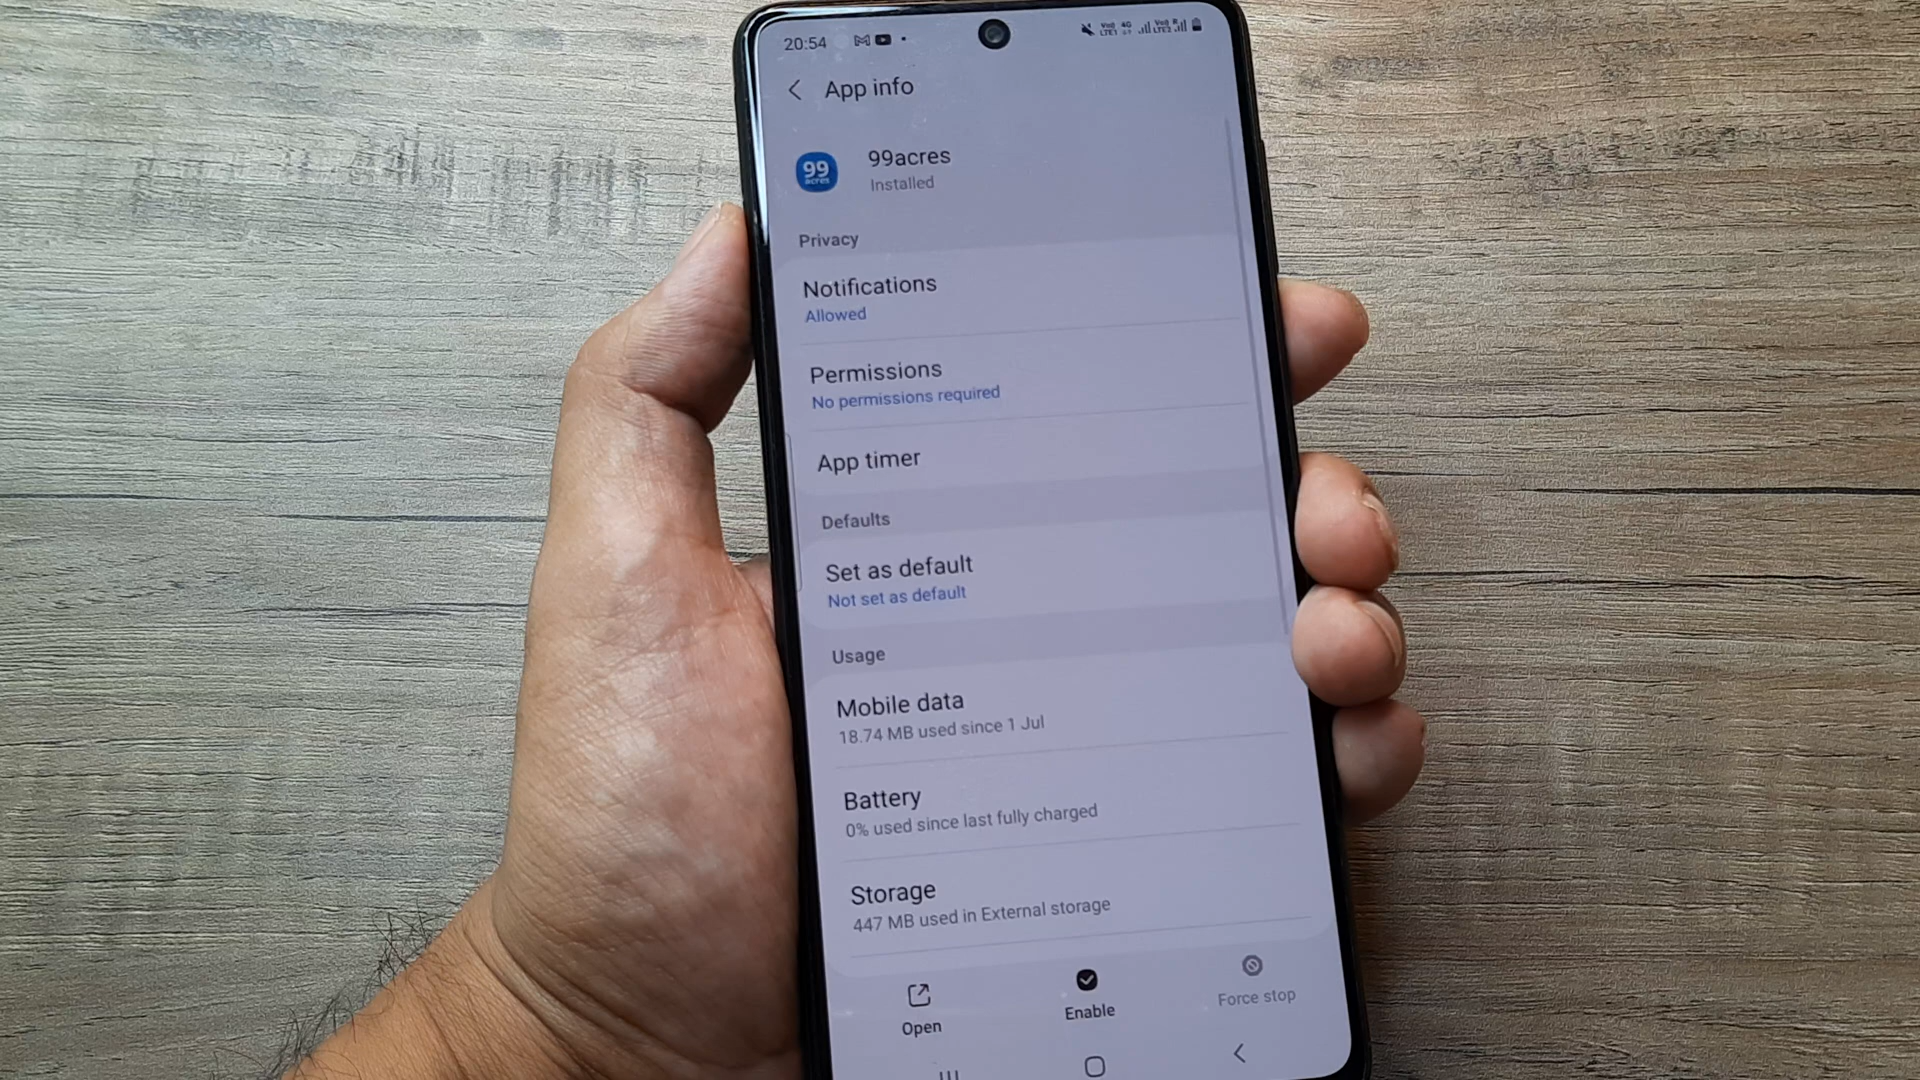 20:54
App info
99
acres
99acres
Installed
Privacy
Notifications
Allowed
Permissions
No permissions required
App timer
Defaults
Set as default
Not set as default
Usage
Mobile data
18.74 MB used since 1 Jul
Battery
0% used since last fully charged
Storage
447 MB used in External storage
Open
Enable
Force stop